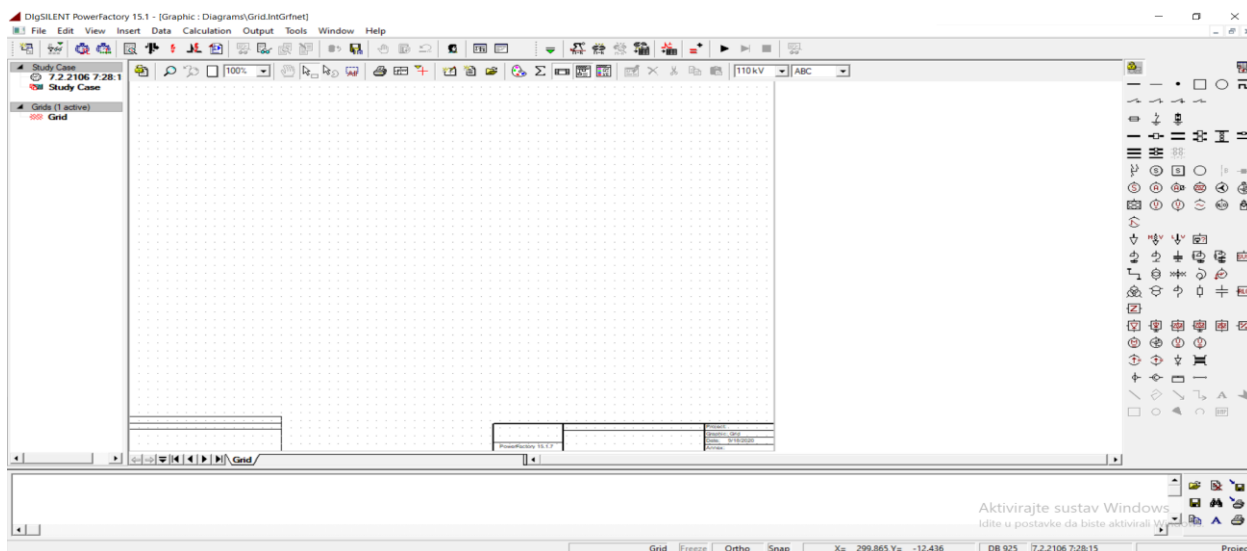 DIgSILENT PowerFactory 15.1 - [Graphic : Diagrams\Grid.IntGrfnet]
File Edit View Insert Data Calculation Output Tools Window Help
Study Case
7.2.2106 7:28:1
Study Case
Grids (1 active)
Grid
100%
110 kV
ABC
PowerFactory 15.1.7
Project:
Graphic: Grid
Date: 5/16/2020
Annex:
Grid
Aktivirajte sustav Windows
Idite u postavke da biste aktivirali
Grid Freeze Ortho Snap X= 299.865 Y= -12.436 DB 925 7.2.2106 7:28:15 Projec